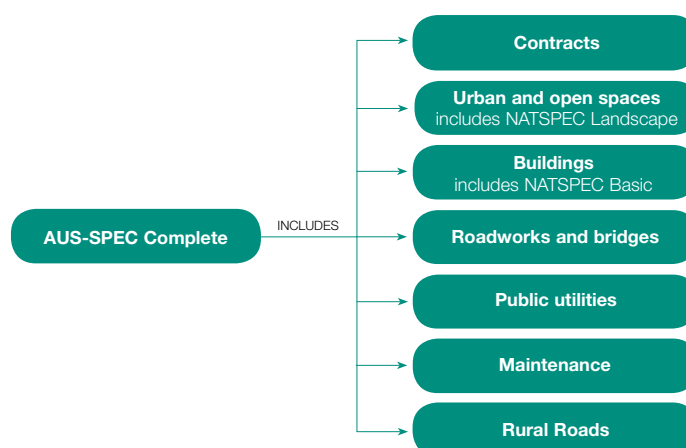 Contracts
Urban and open spaces
includes NATSPEC Landscape
Buildings
includes NATSPEC Basic
AUS-SPEC Complete
INCLUDES
Roadworks and bridges
Public utilities
Maintenance
Rural Roads